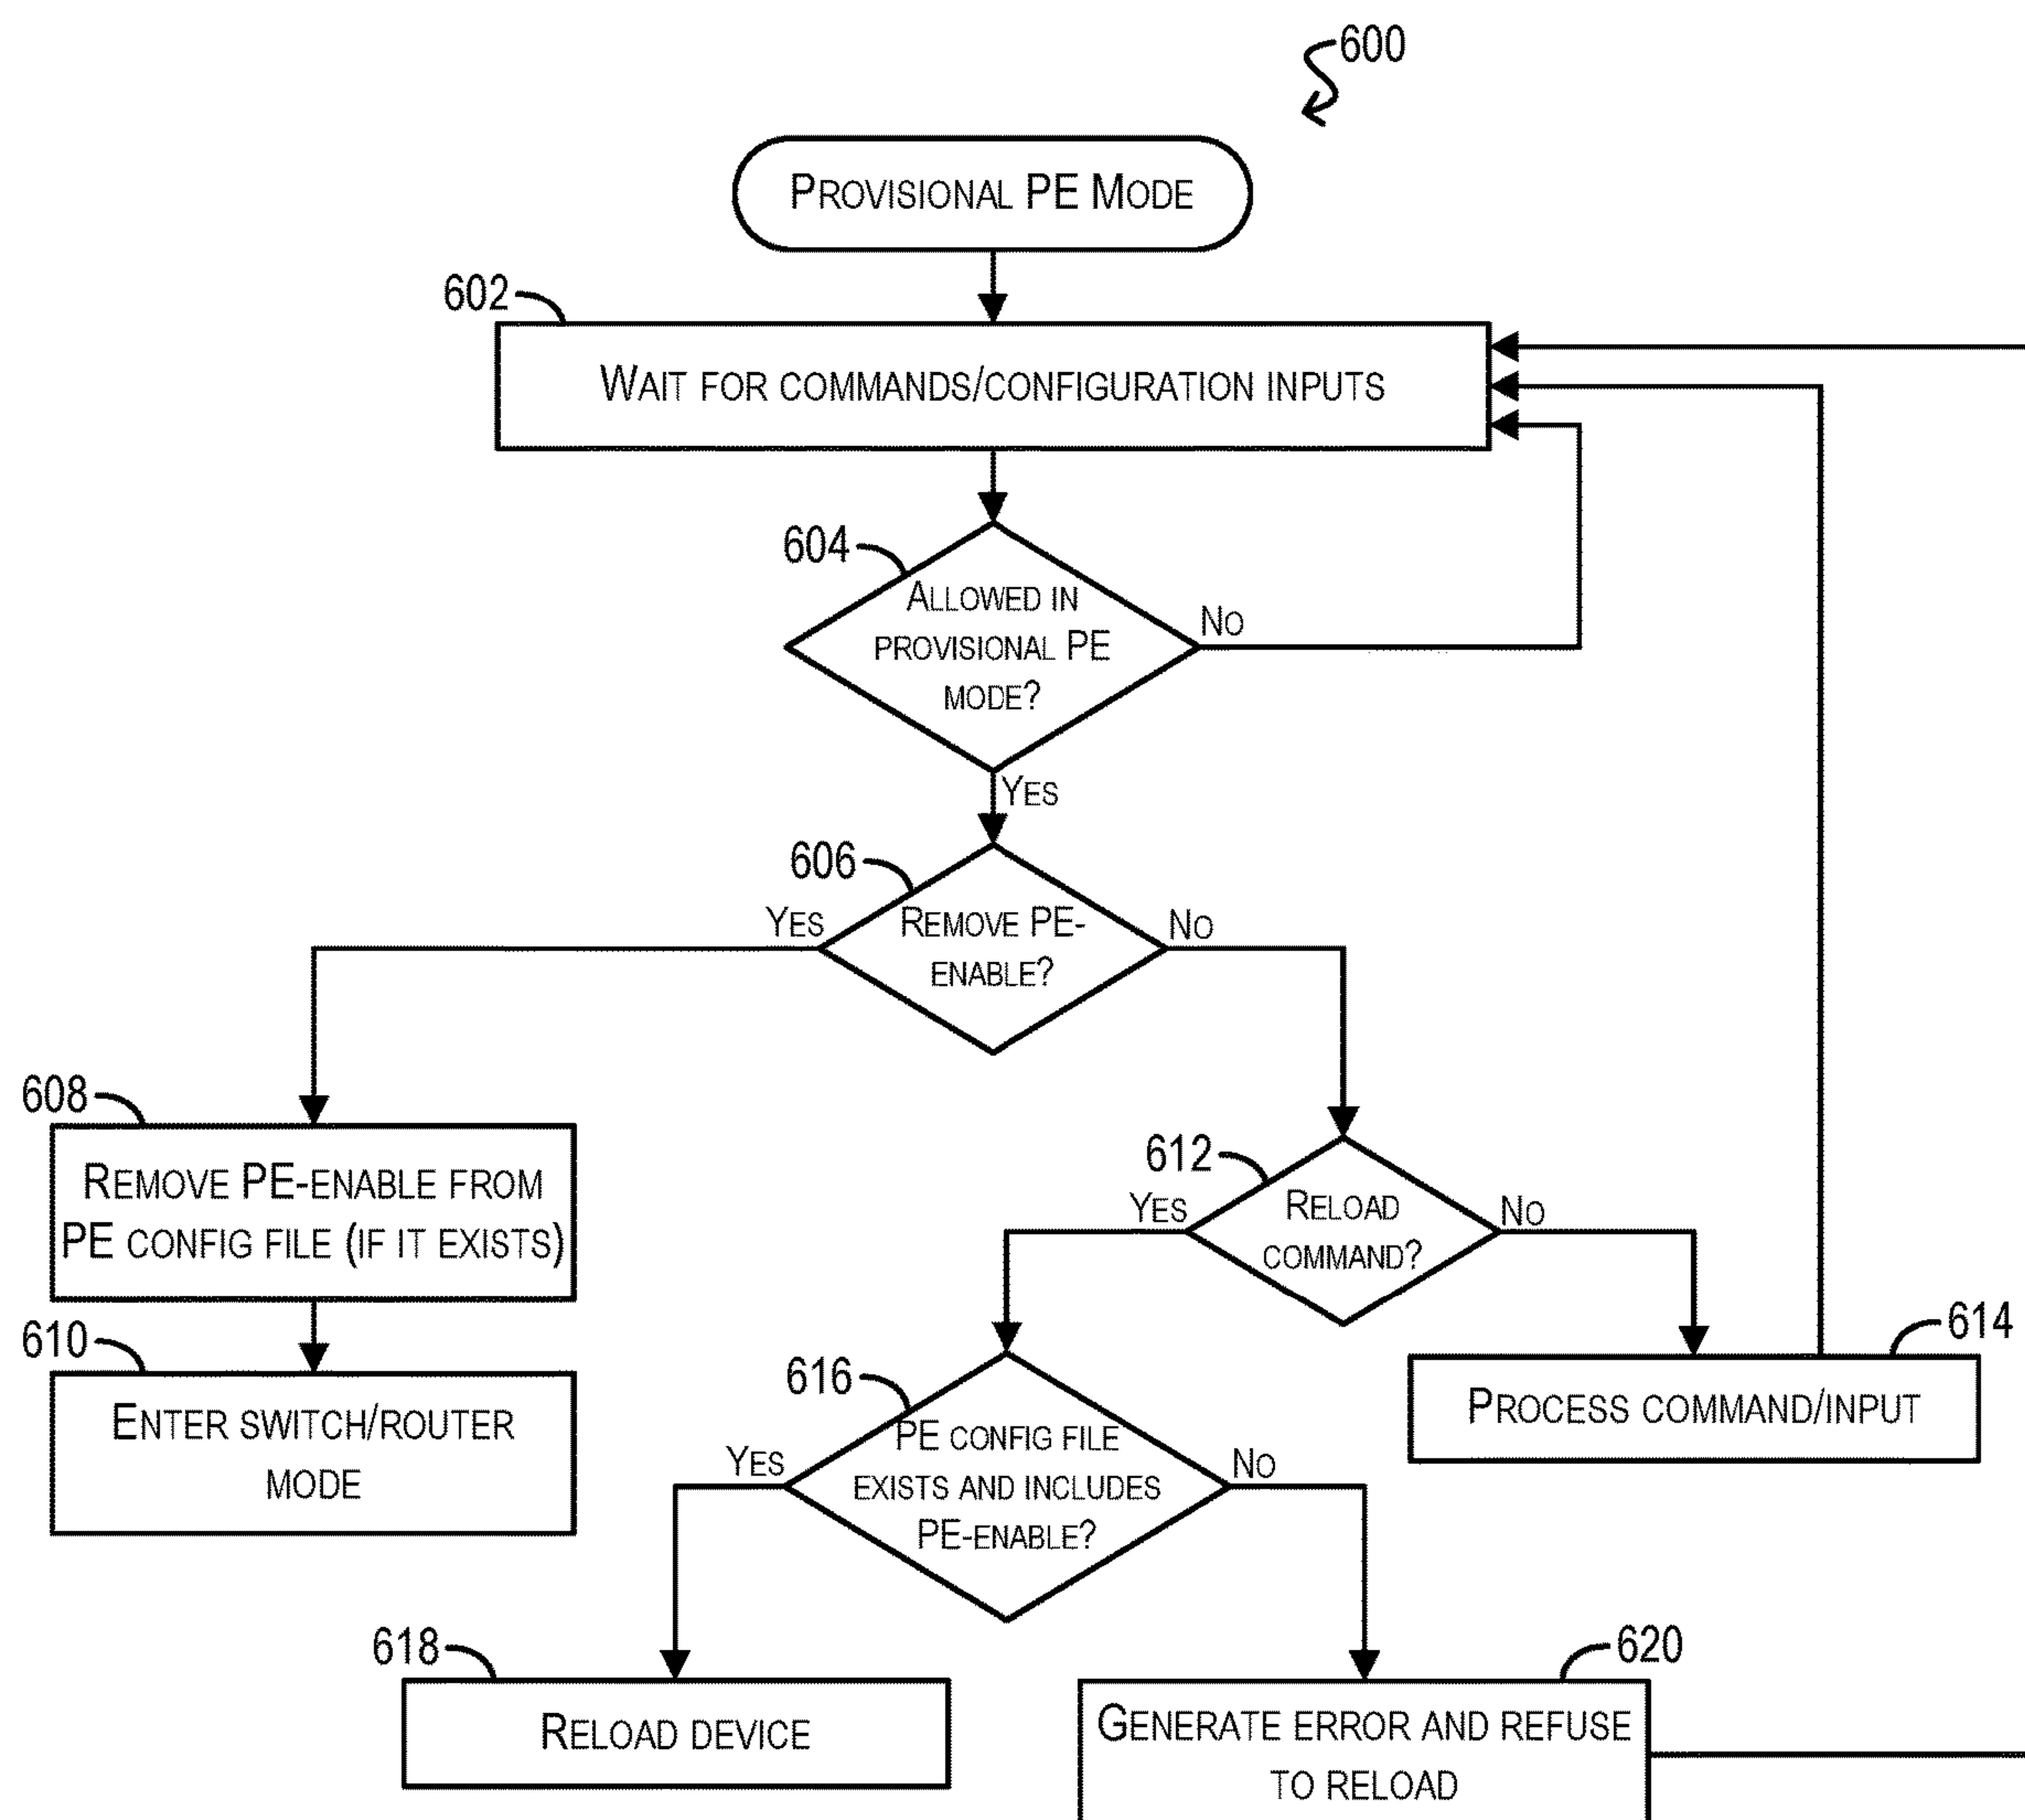 600
Provisional PE Mode
602
Wait for commands/configuration inputs
604
Allowed in
provisional PE
mode?
No
Yes
606
Yes
Remove PE-
enable?
No
608
Remove PE-enable from
PE config file (if it exists)
612
Yes
Reload
command?
No
610
Enter switch/router
mode
614
Process command/input
616
Yes
PE config file
exists and includes
PE-enable?
No
618
Reload device
620
Generate error and refuse
to reload